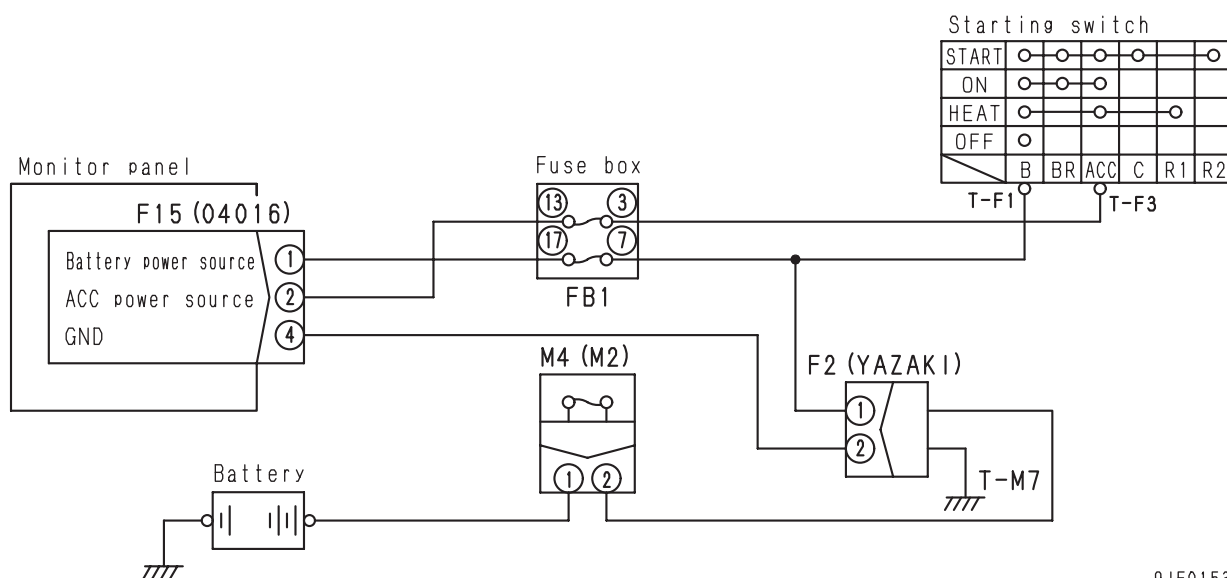 Starting switch
START
ON
HEAT
OFF
B BR ACC C R1 R2
T-F1
T-F3
Monitor panel
F15 (04016)
Battery power source 1
ACC power source 2
GND 4
Fuse box
13 3
17 7
FB1
M4 (M2)
1 2
F2 (YAZAKI)
1
2
T-M7
Battery